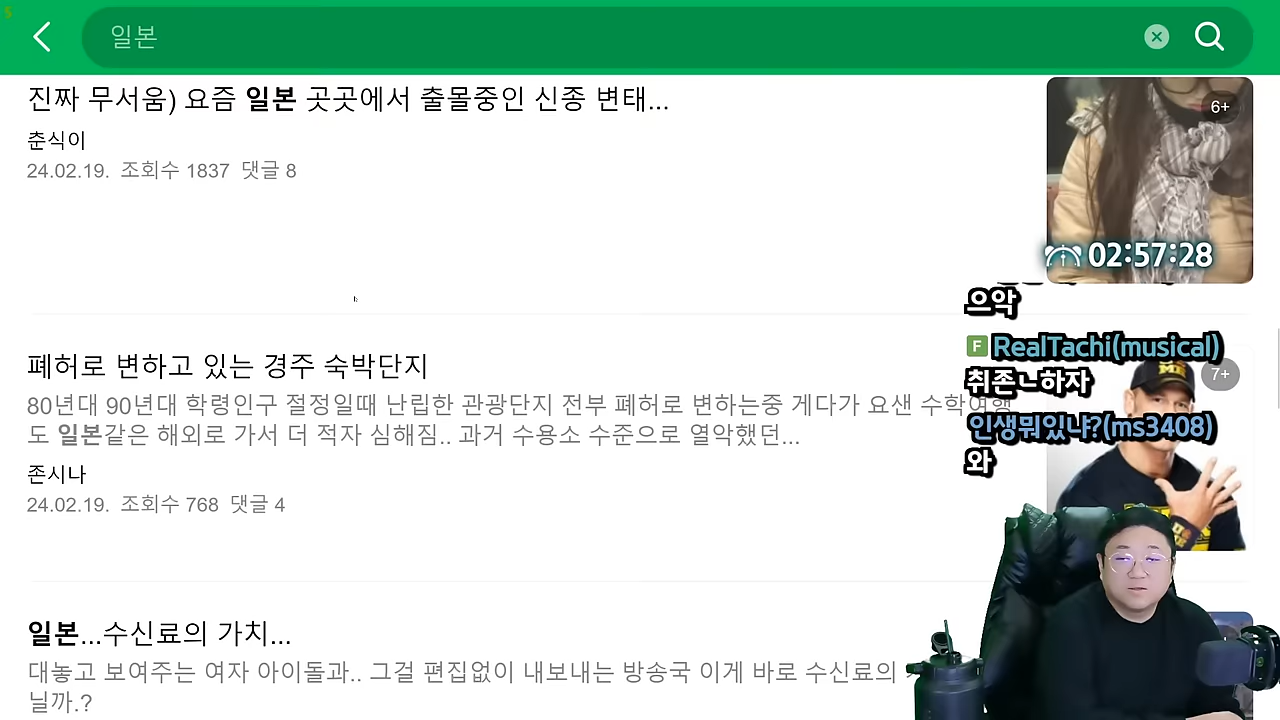 일본
진짜 무서움) 요즘 일본 곳곳에서 출몰중인 신종 변태...
춘식이
24.02.19. 조회수 1837 댓글 8
6+
02:57:28
으악
F RealTachi(musical)
취존ㄴ하자
인생뭐있냐?(ms3408)
와
폐허로 변하고 있는 경주 숙박단지
80년대 90년대 학령인구 절정일때 난립한 관광단지 전부 폐허로 변하는중 게다가 요샌 수학여행
도 일본같은 해외로 가서 더 적자 심해짐.. 과거 수용소 수준으로 열악했던...
존시나
24.02.19. 조회수 768 댓글 4
7+
일본...수신료의 가치...
대놓고 보여주는 여자 아이돌과.. 그걸 편집없이 내보내는 방송국 이게 바로 수신료의
닐까.?